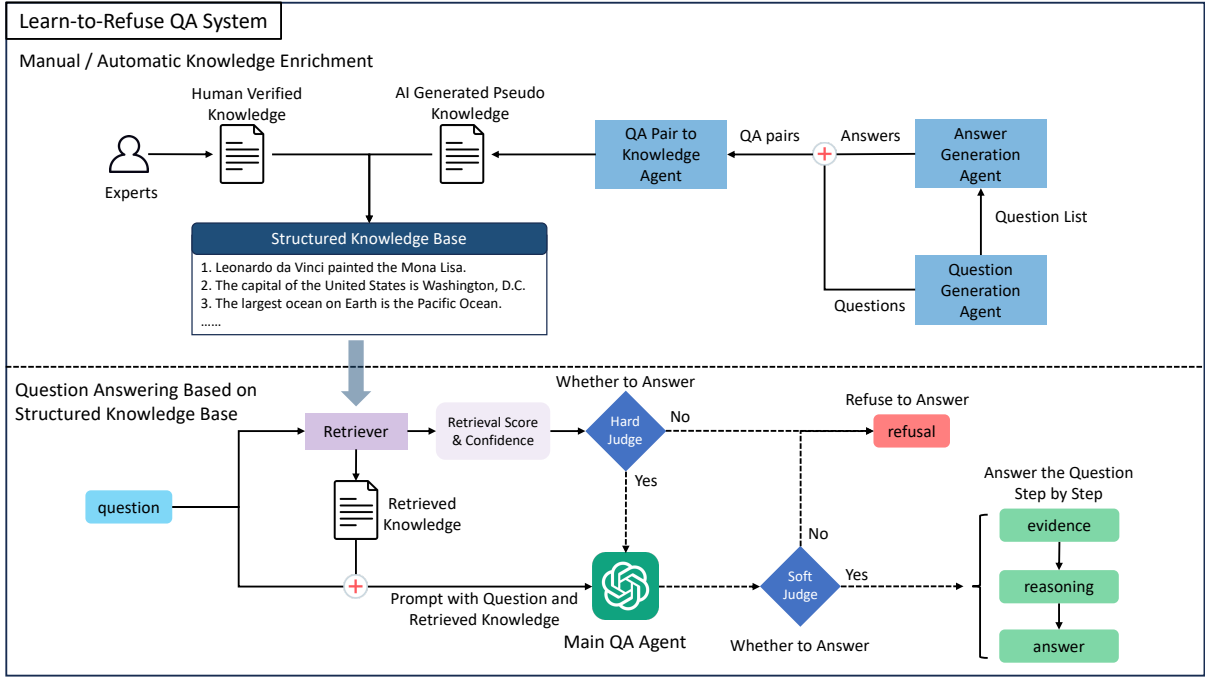 Learn-to-Refuse QA System
Manual / Automatic Knowledge Enrichment
Human Verified
Knowledge
AI Generated Pseudo
Knowledge
Experts
QA Pair to
Knowledge
Agent
QA pairs
Answers
Answer
Generation
Agent
Question List
Question
Generation
Agent
Questions
Structured Knowledge Base
1. Leonardo da Vinci painted the Mona Lisa.
2. The capital of the United States is Washington, D.C.
3. The largest ocean on Earth is the Pacific Ocean.
......
Question Answering Based on
Structured Knowledge Base
question
Retriever
Retrieval Score
& Confidence
Whether to Answer
Hard
Judge
No
Yes
Refuse to Answer
refusal
Retrieved
Knowledge
Prompt with Question and
Retrieved Knowledge
Main QA Agent
Soft
Judge
No
Yes
Whether to Answer
Answer the Question
Step by Step
evidence
reasoning
answer